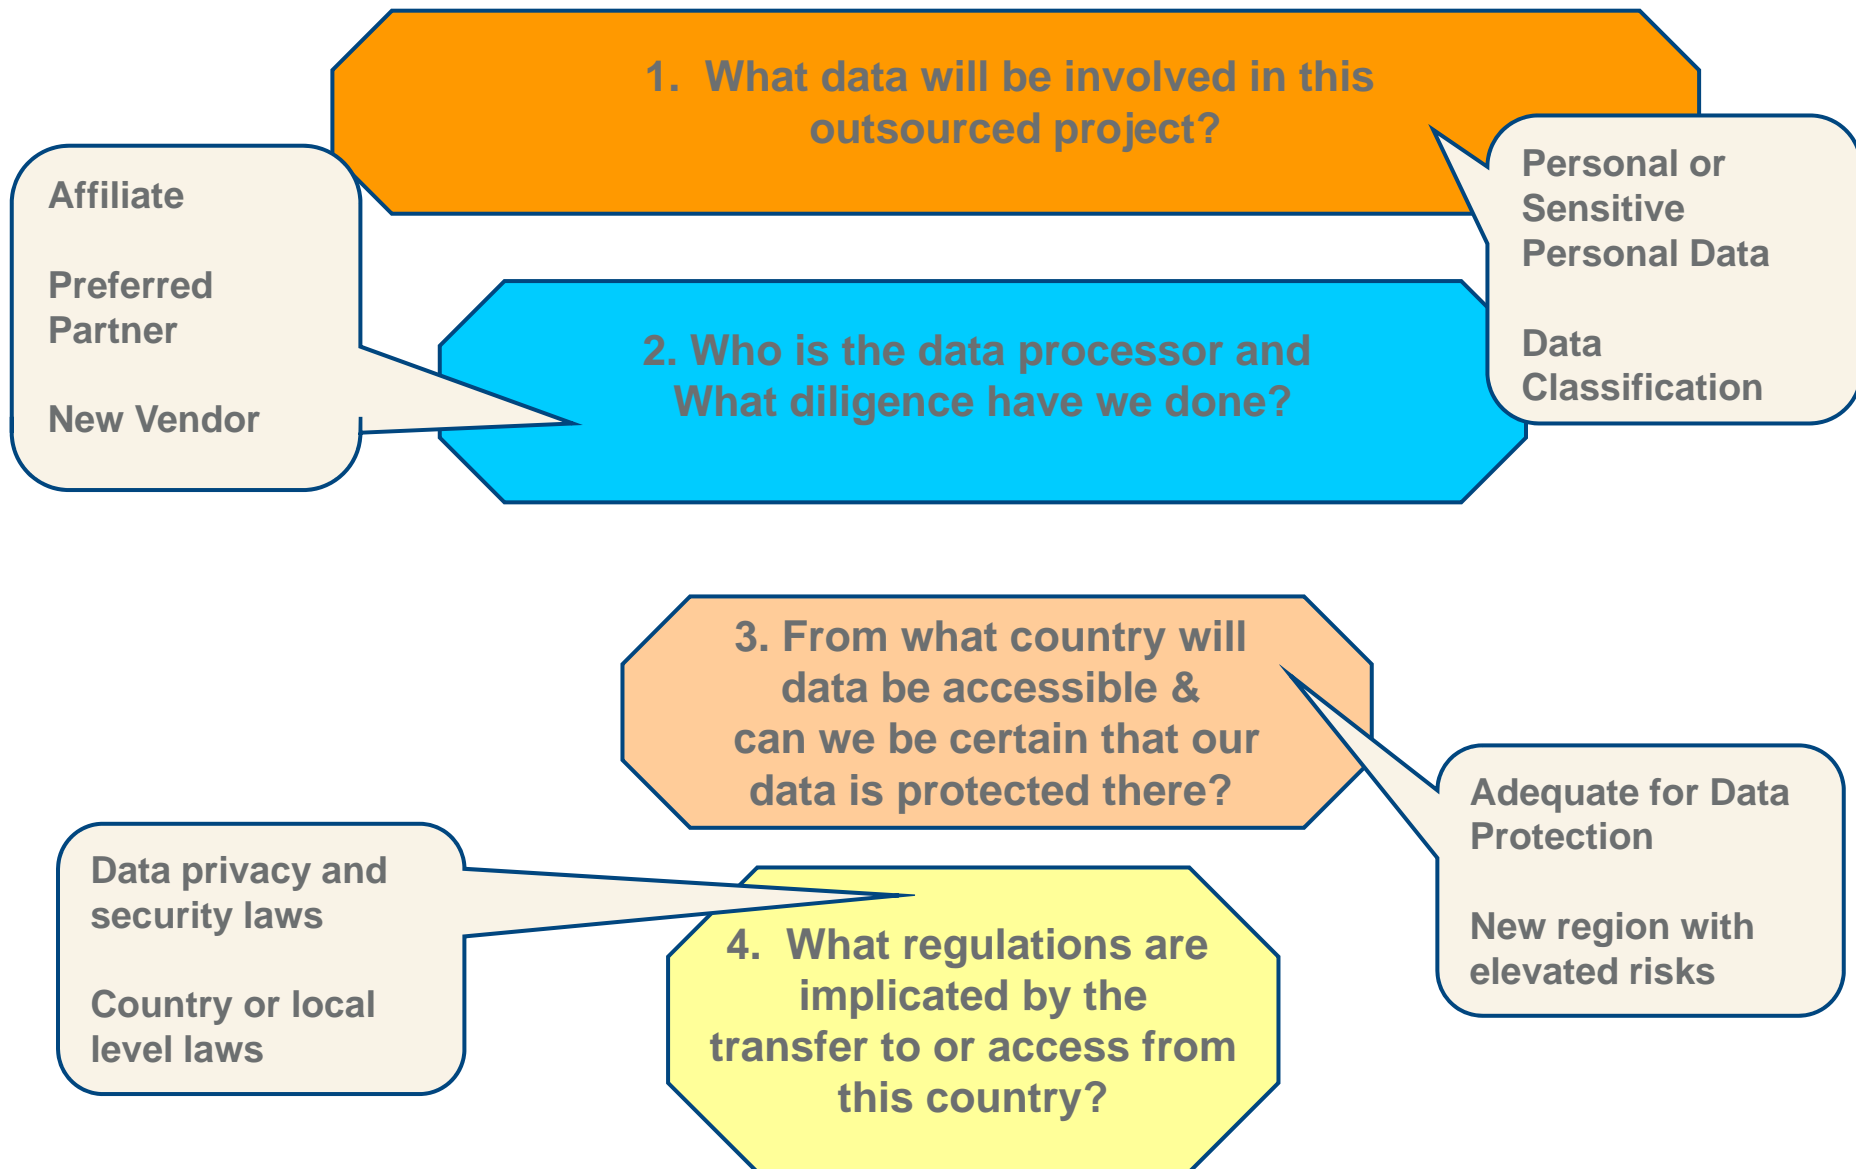 1.  What data will be involved in this
outsourced project?
Affiliate
Preferred
Partner
New Vendor
Personal or
Sensitive
Personal Data
Data
Classification
2. Who is the data processor and
What diligence have we done?
3. From what country will
data be accessible &
can we be certain that our
data is protected there?
Adequate for Data
Protection
New region with
elevated risks
Data privacy and
security laws
Country or local
level laws
4.  What regulations are
implicated by the
transfer to or access from
this country?